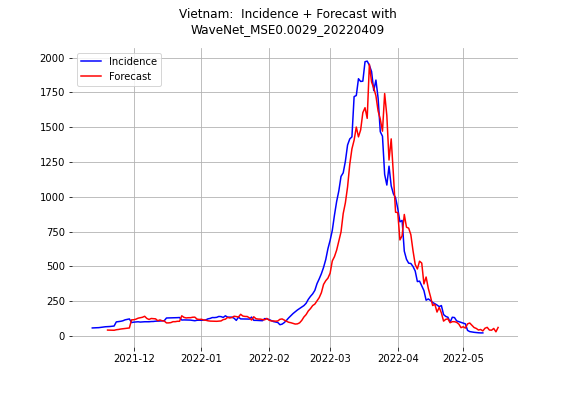 Vietnam:  Incidence + Forecast with
WaveNet_MSE0.0029_20220409
Incidence
Forecast
2000
1750
1500
1250
1000
750
500
250
0
2021-12 2022-01 2022-02 2022-03 2022-04 2022-05